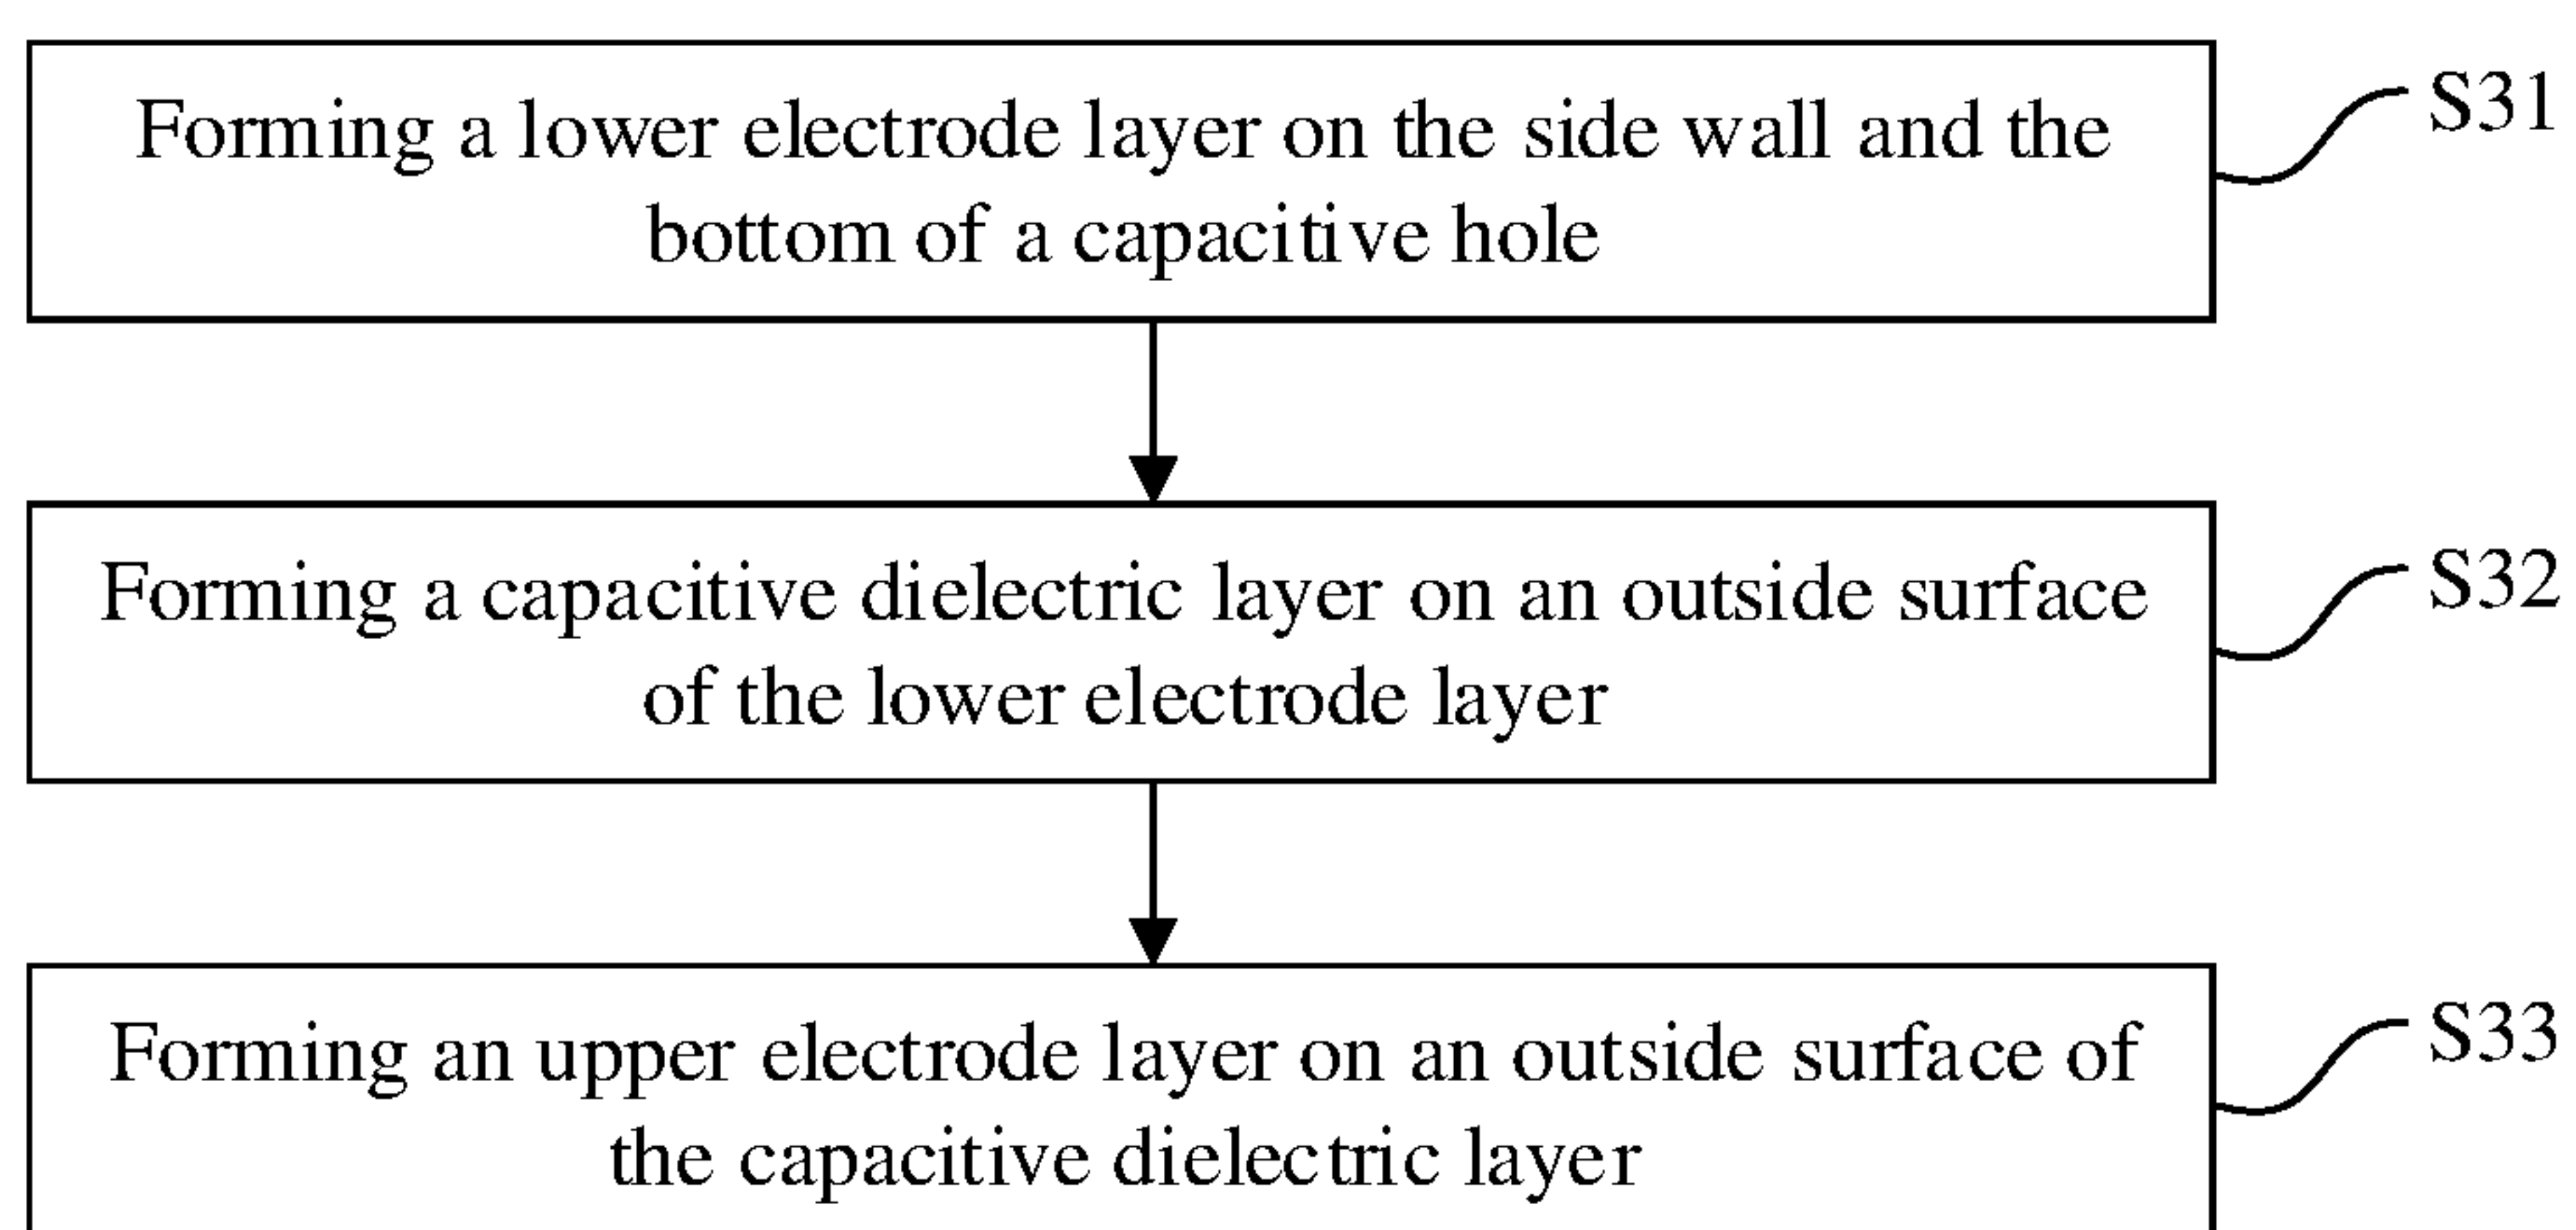 Forming a lower electrode layer on the side wall and the
bottom of a capacitive hole
S31
Forming a capacitive dielectric layer on an outside surface
of the lower electrode layer
S32
Forming an upper electrode layer on an outside surface of
the capacitive dielectric layer
S33